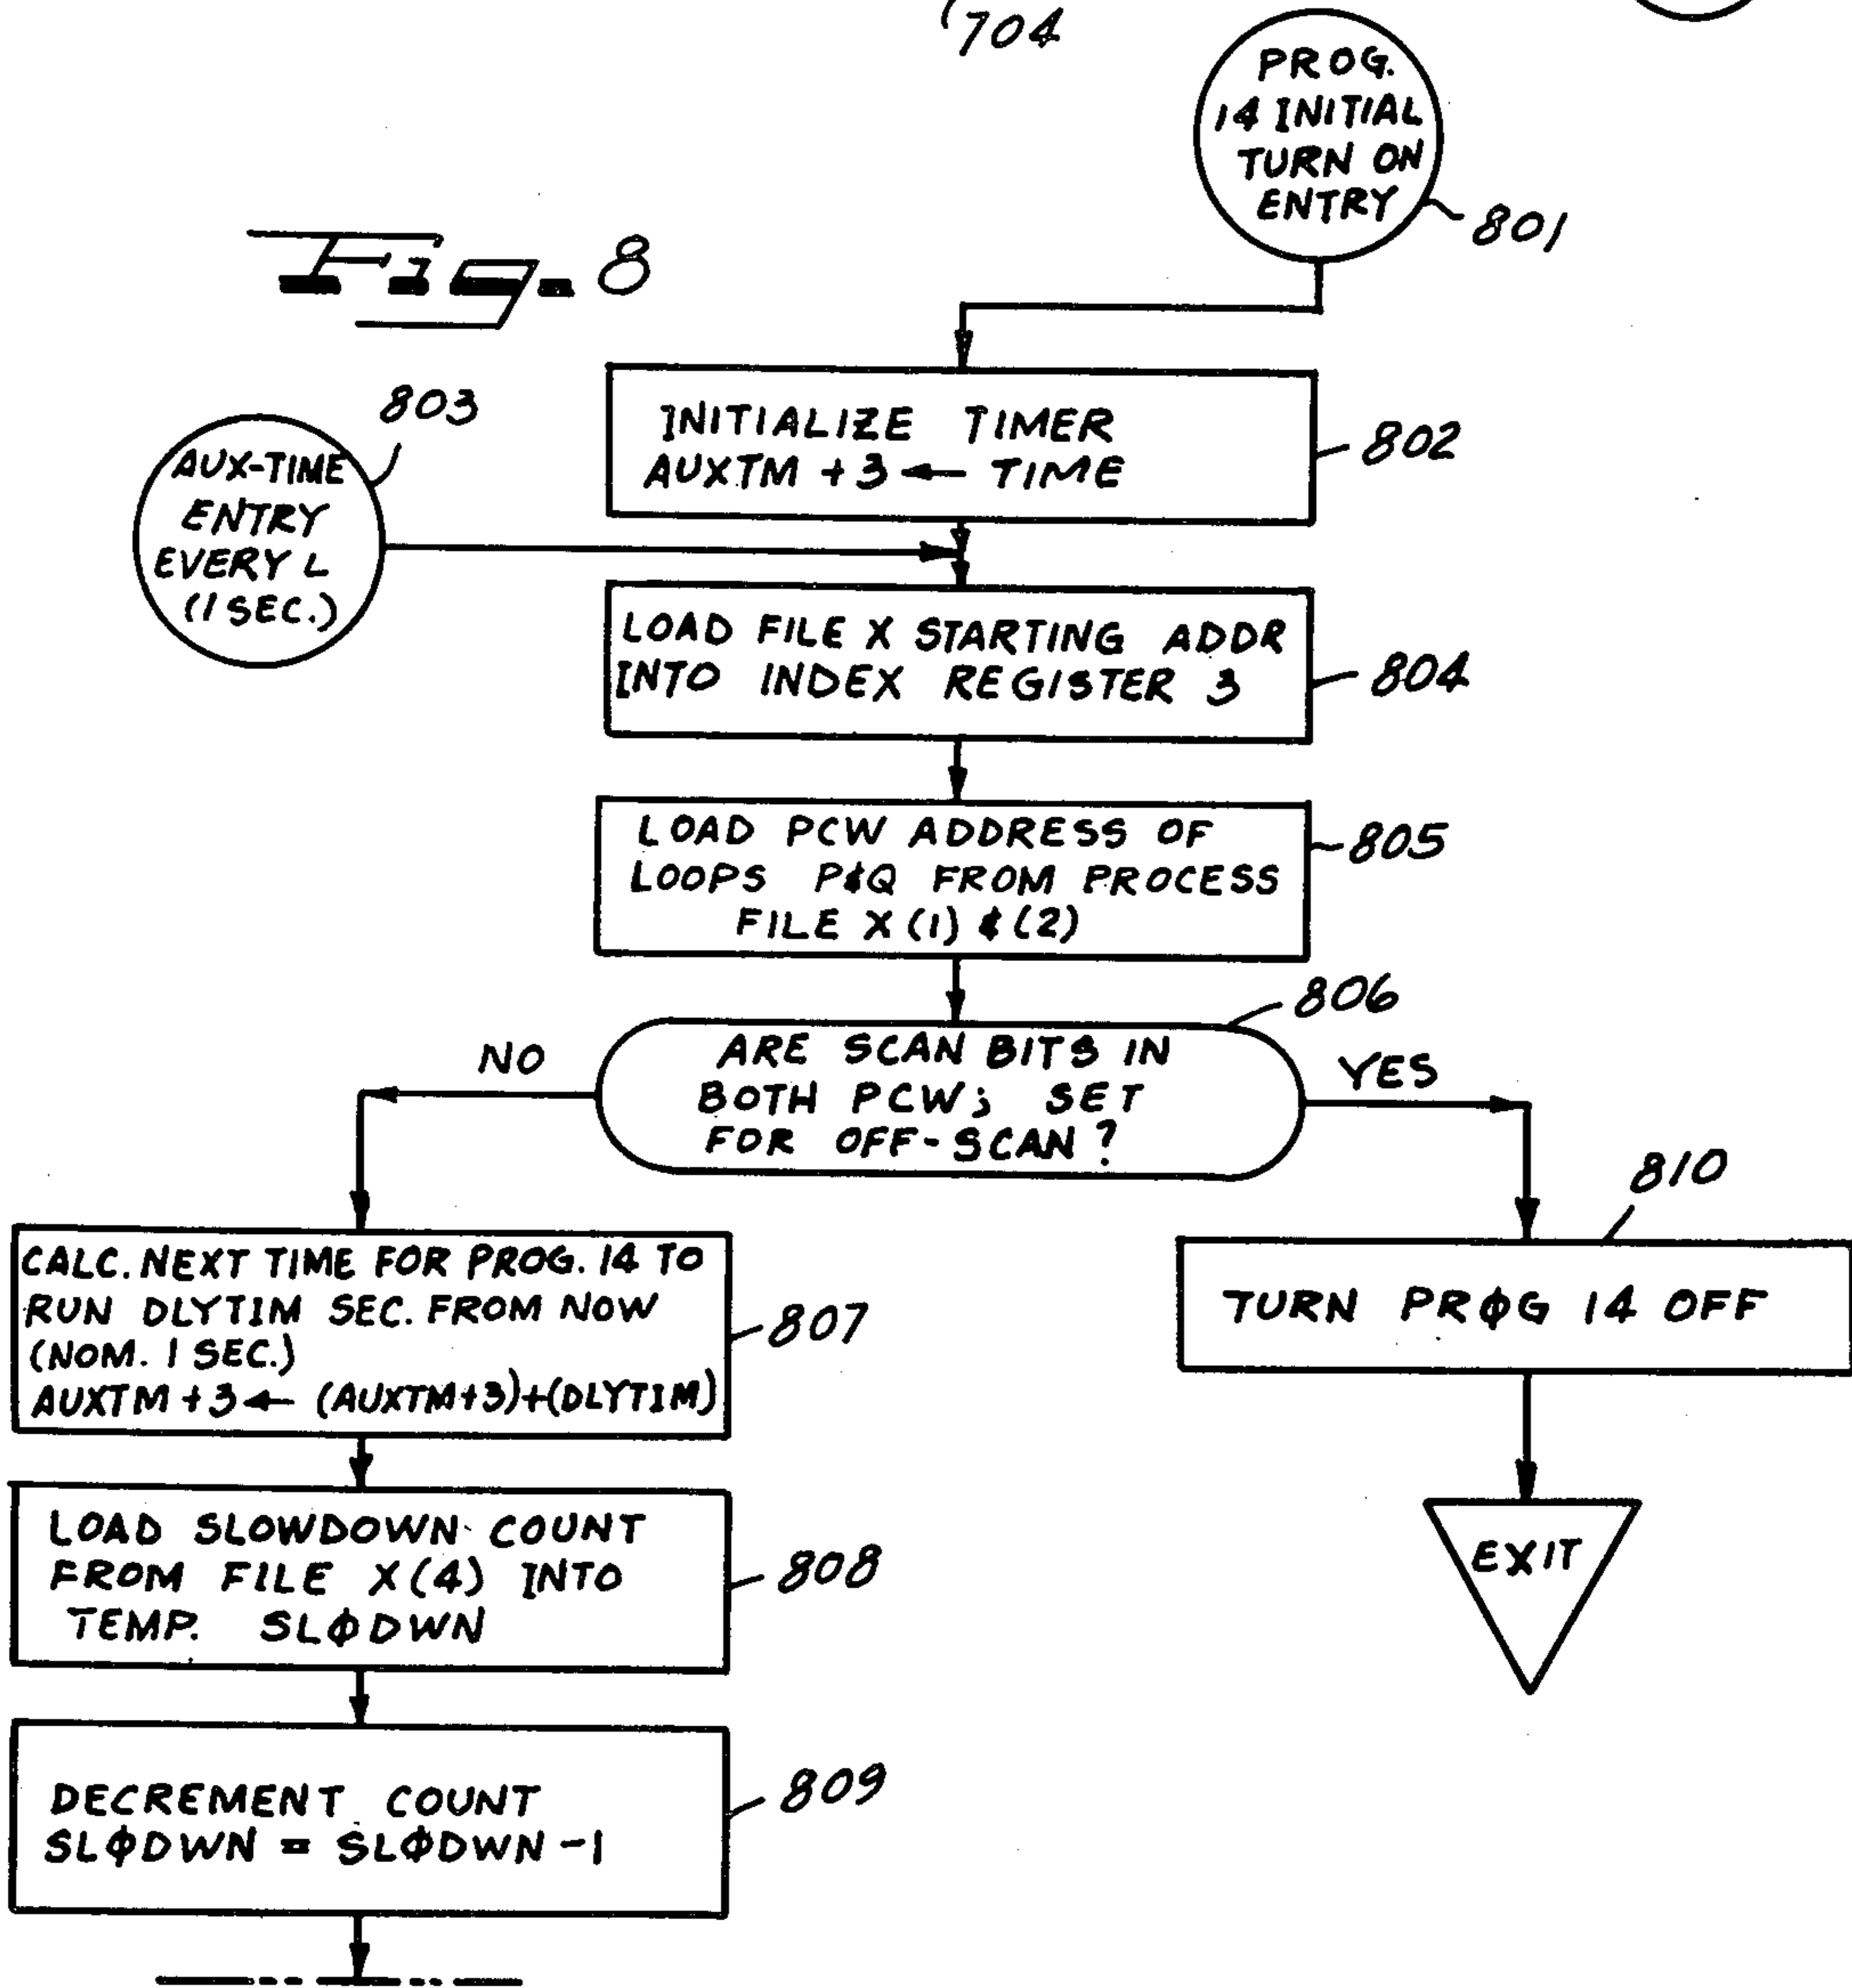 704
PROG.
14 INITIAL
TURN ON
ENTRY
801
Fig. 8
803
AUX-TIME
ENTRY
EVERY L
(1 SEC.)
INITIALIZE TIMER
AUXTM +3 ← TIME
802
LOAD FILE X STARTING ADDR
INTO INDEX REGISTER 3
804
LOAD PCW ADDRESS OF
LOOPS P&Q FROM PROCESS
FILE X (1) & (2)
805
806
ARE SCAN BITS IN
BOTH PCW; SET
FOR OFF-SCAN?
NO
YES
CALC. NEXT TIME FOR PROG. 14 TO
RUN DLYTIM SEC. FROM NOW
(NOM. 1 SEC.)
AUXTM +3 ← (AUXTM+3)+(DLYTIM)
807
810
TURN PRØG 14 OFF
LOAD SLOWDOWN COUNT
FROM FILE X(4) INTO
TEMP. SLØDWN
808
EXIT
DECREMENT COUNT
SLØDWN = SLØDWN -1
809